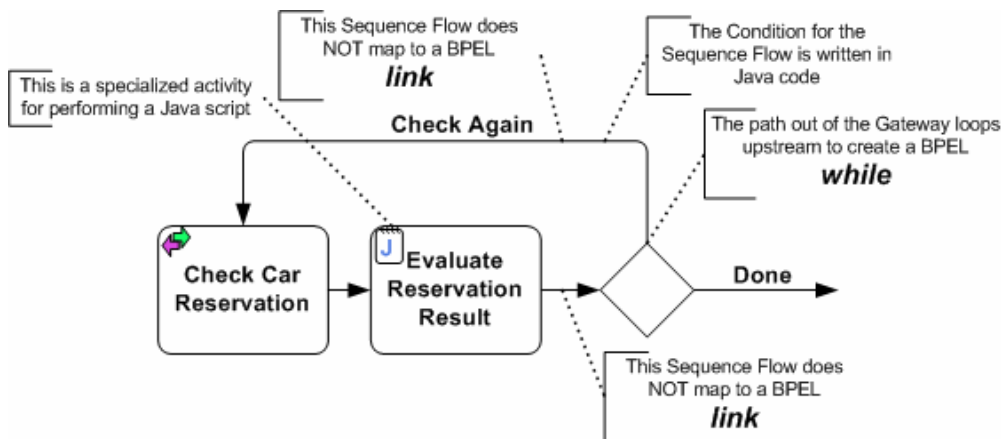 This Sequence Flow does
NOT map to a BPEL
link
The Condition for the
Sequence Flow is written in
Java code
This is a specialized activity
for performing a Java script
Check Again
The path out of the Gateway loops
upstream to create a BPEL
while
J
Check Car
Reservation
Evaluate
Reservation
Result
Done
This Sequence Flow does
NOT map to a BPEL
link